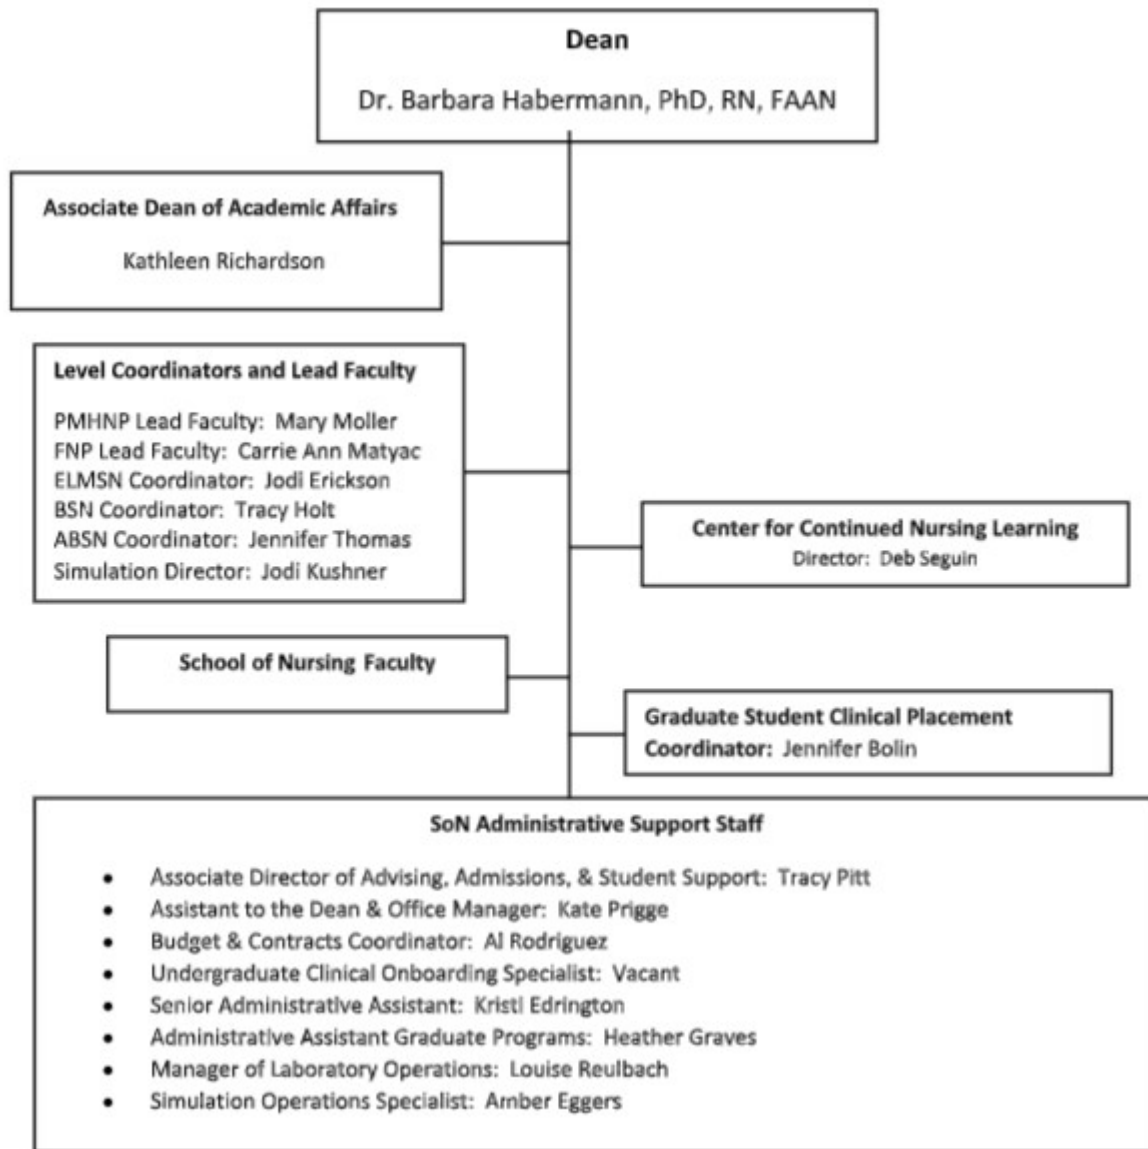 Dean
Dr. Barbara Habermann, PhD, RN, FAAN
Associate Dean of Academic Affairs
Kathleen Richardson
Level Coordinators and Lead Faculty
PMHNP Lead Faculty: Mary Moller
FNP Lead Faculty: Carrie Ann Matyac
ELMSN Coordinator: Jodi Erickson
BSN Coordinator: Tracy Holt
ABSN Coordinator: Jennifer Thomas
Simulation Director: Jodi Kushner
Center for Continued Nursing Learning
Director: Deb Seguin
School of Nursing Faculty
Graduate Student Clinical Placement
Coordinator: Jennifer Bolin
SoN Administrative Support Staff
• Associate Director of Advising, Admissions, & Student Support: Tracy Pitt
• Assistant to the Dean & Office Manager: Kate Prigge
• Budget & Contracts Coordinator: Al Rodriguez
• Undergraduate Clinical Onboarding Specialist: Vacant
• Senior Administrative Assistant: Kristi Edrington
• Administrative Assistant Graduate Programs: Heather Graves
• Manager of Laboratory Operations: Louise Reulbach
• Simulation Operations Specialist: Amber Eggers